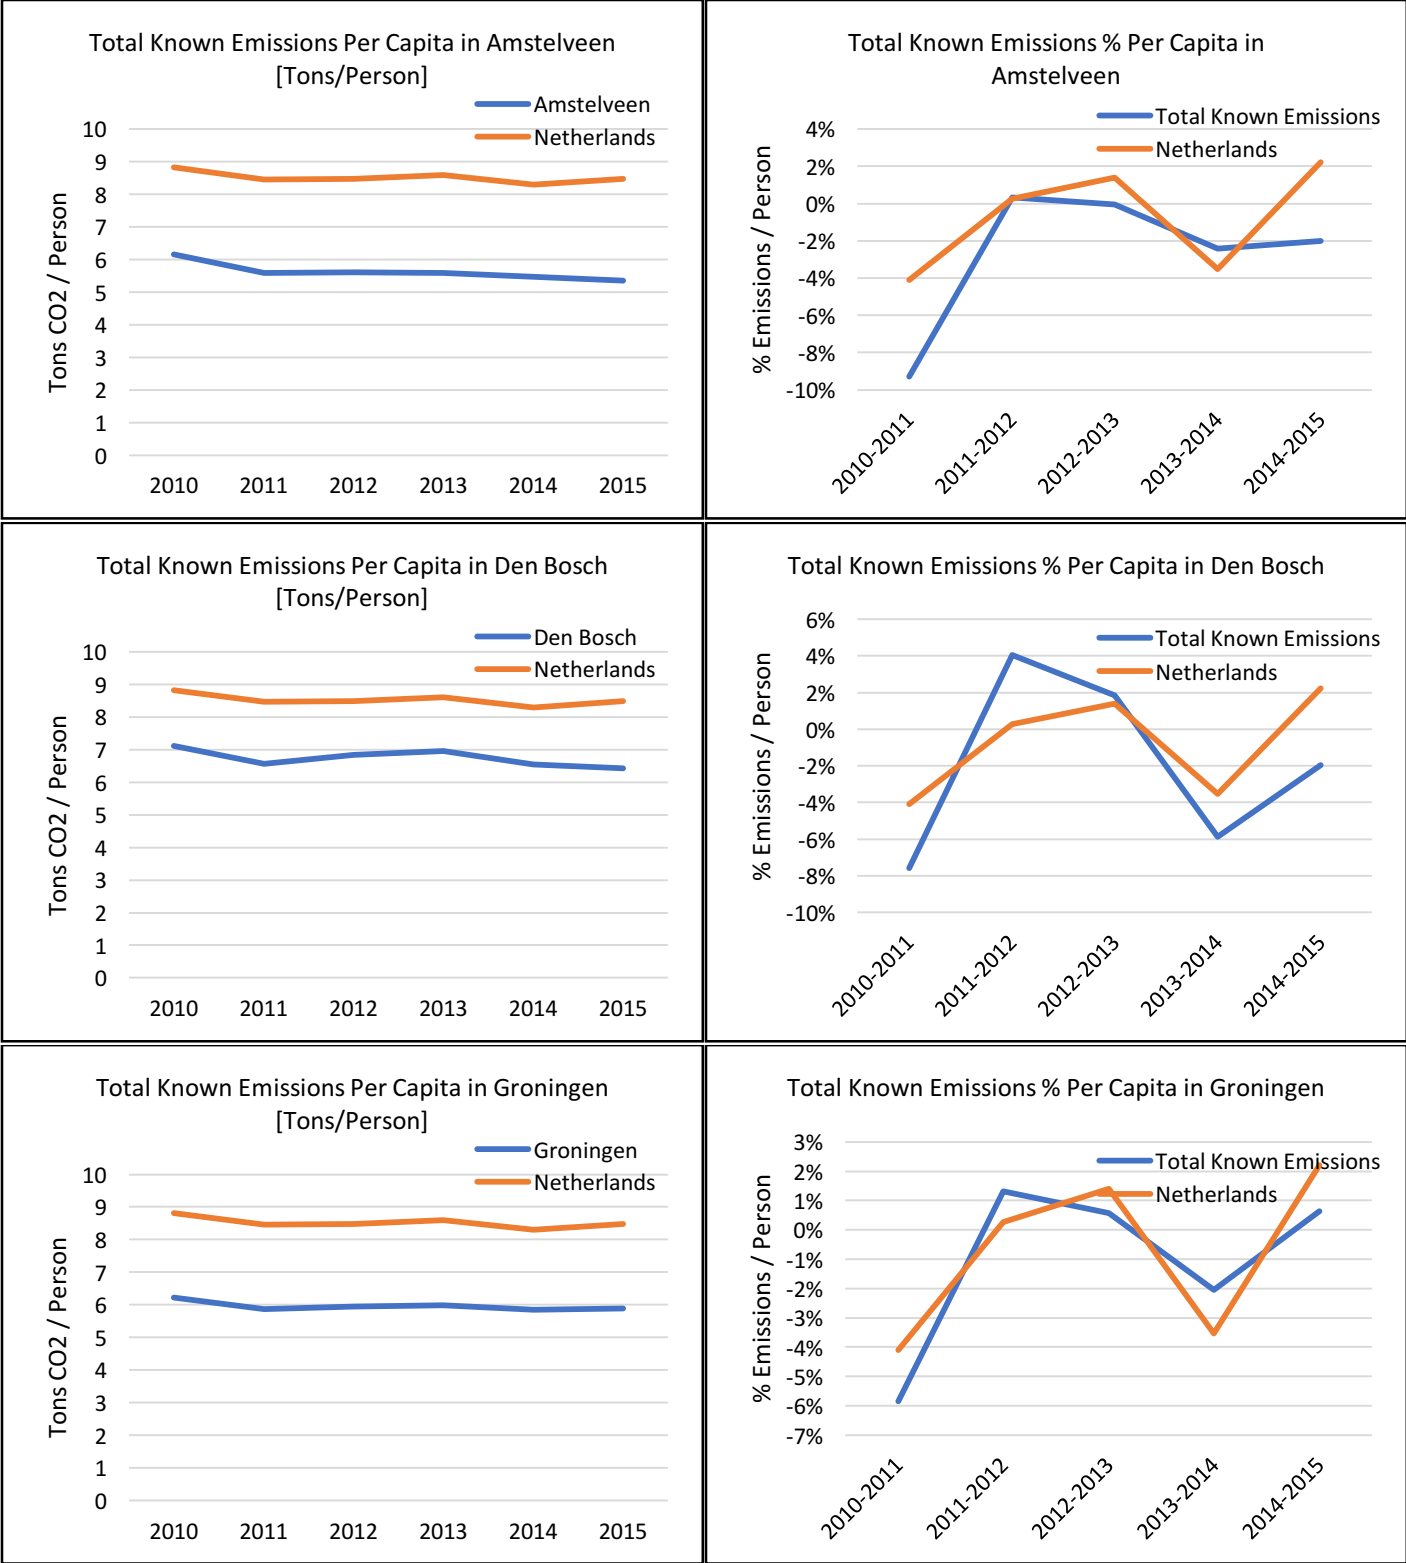 Total Known Emissions Per Capita in Amstelveen
[Tons/Person]
Amstelveen
Netherlands
10
9
8
7
6
5
4
3
2
1
0
Tons CO2 / Person
2010 2011 2012 2013 2014 2015
Total Known Emissions % Per Capita in
Amstelveen
Total Known Emissions
Netherlands
4%
2%
0%
-2%
-4%
-6%
-8%
-10%
% Emissions / Person
2010-2011 2011-2012 2012-2013 2013-2014 2014-2015
Total Known Emissions Per Capita in Den Bosch
[Tons/Person]
Den Bosch
Netherlands
10
9
8
7
6
5
4
3
2
1
0
Tons CO2 / Person
2010 2011 2012 2013 2014 2015
Total Known Emissions % Per Capita in Den Bosch
Total Known Emissions
Netherlands
6%
4%
2%
0%
-2%
-4%
-6%
-8%
-10%
% Emissions / Person
2010-2011 2011-2012 2012-2013 2013-2014 2014-2015
Total Known Emissions Per Capita in Groningen
[Tons/Person]
Groningen
Netherlands
10
9
8
7
6
5
4
3
2
1
0
Tons CO2 / Person
2010 2011 2012 2013 2014 2015
Total Known Emissions % Per Capita in Groningen
Total Known Emissions
Netherlands
3%
2%
1%
0%
-1%
-2%
-3%
-4%
-5%
-6%
-7%
% Emissions / Person
2010-2011 2011-2012 2012-2013 2013-2014 2014-2015